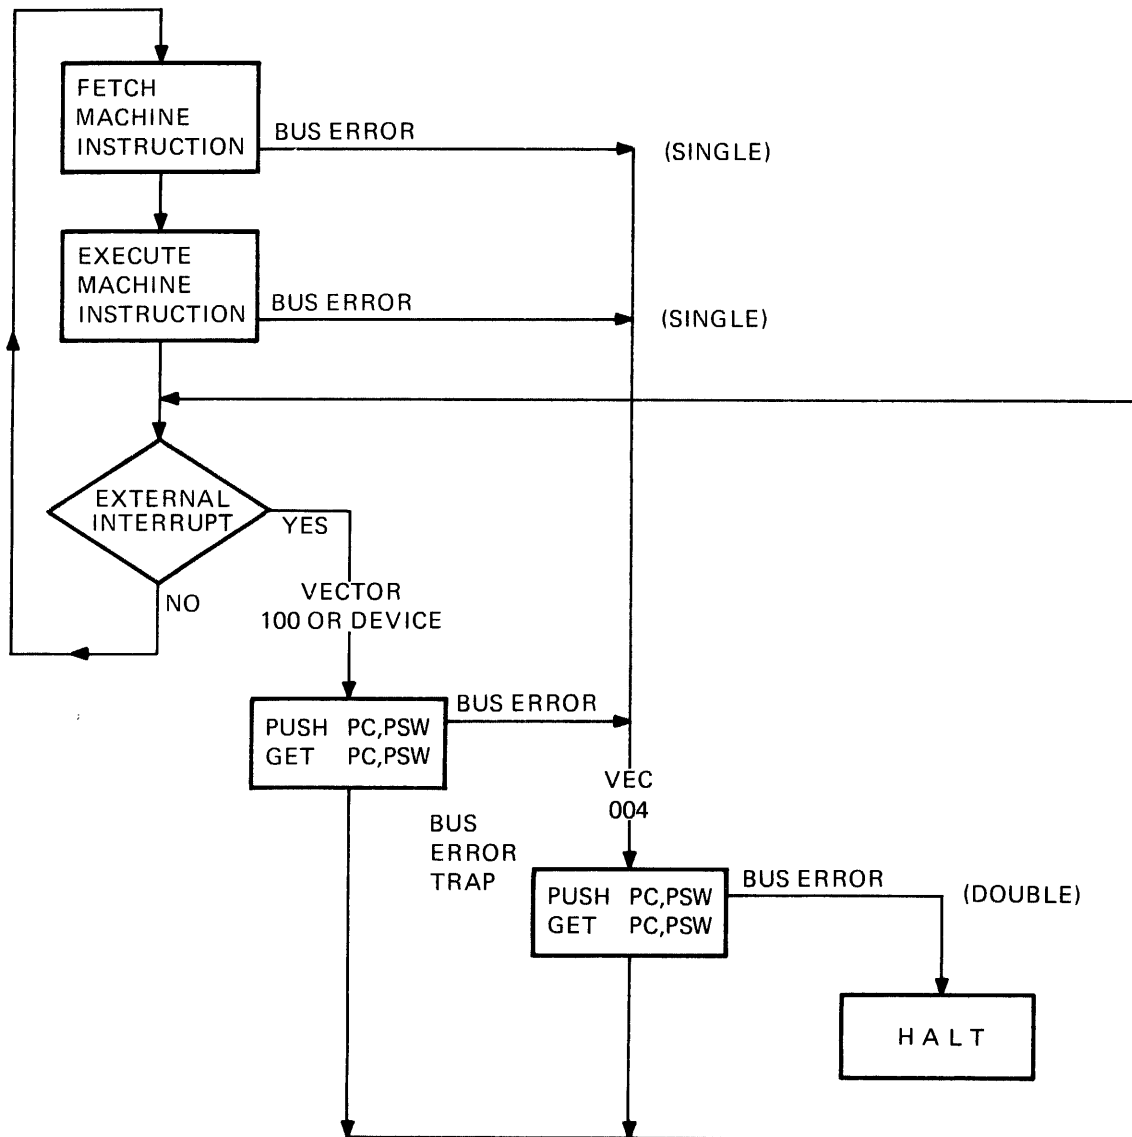 FETCH
MACHINE
INSTRUCTION
BUS ERROR
(SINGLE)
EXECUTE
MACHINE
INSTRUCTION
BUS ERROR
(SINGLE)
EXTERNAL
INTERRUPT
YES
NO
VECTOR
100 OR DEVICE
PUSH PC,PSW
GET PC,PSW
BUS ERROR
VEC
004
BUS
ERROR
TRAP
PUSH PC,PSW
GET PC,PSW
BUS ERROR
(DOUBLE)
HALT